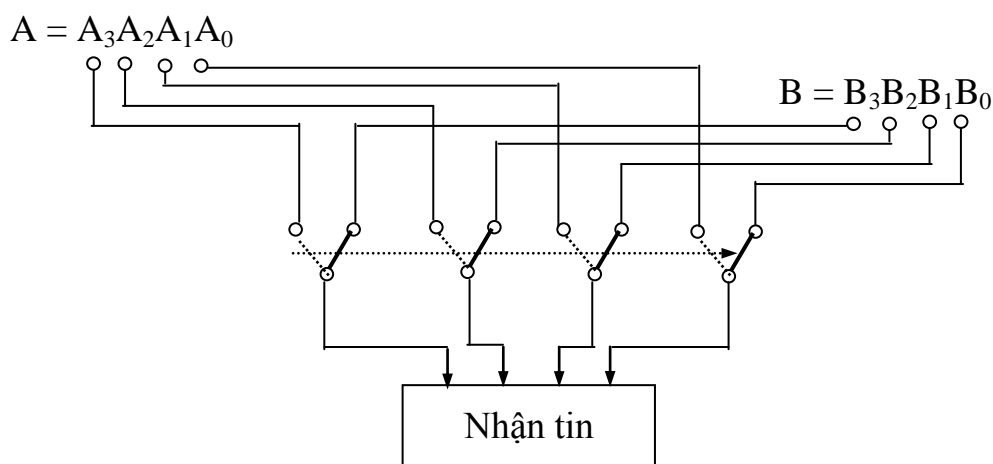 A = A₃A₂A₁A₀
B = B₃B₂B₁B₀
Nhận tin